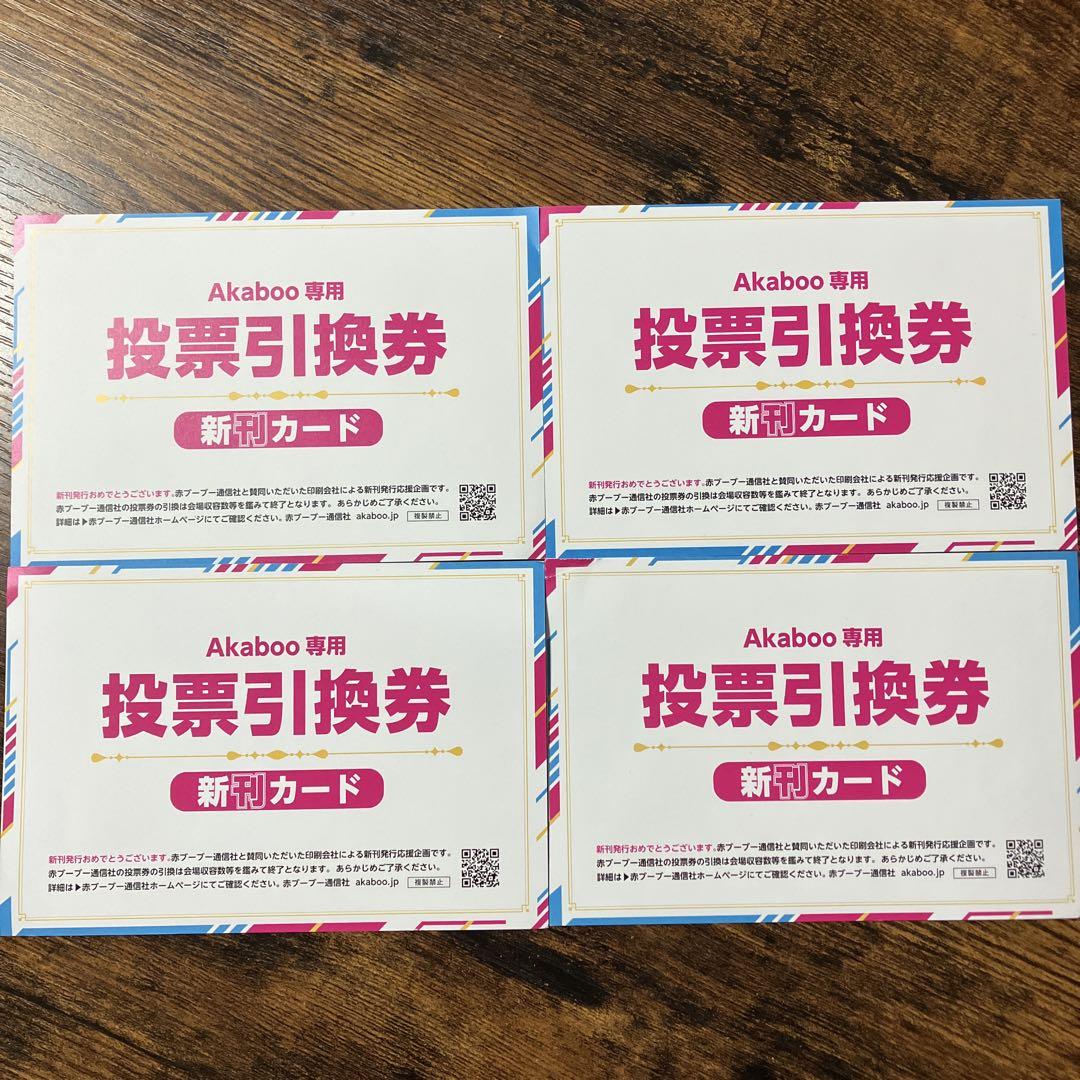 Akaboo 専用
投票引換券
新刊カード
新刊発行おめでとうございます。赤ブーブー通信社と賛同いただいた印刷会社による新刊発行応援企画です。
赤ブーブー通信社の投票券の引換は会場収容数等を鑑みて終了となります。あらかじめご了承ください。
詳細は▶赤ブーブー通信社ホームページにてご確認ください。赤ブーブー通信社 akaboo.jp 複製禁止
Akaboo 専用
投票引換券
新刊カード
新刊発行おめでとうございます。赤ブーブー通信社と賛同いただいた印刷会社による新刊発行応援企画です。
赤ブーブー通信社の投票券の引換は会場収容数等を鑑みて終了となります。あらかじめご了承ください。
詳細は▶赤ブーブー通信社ホームページにてご確認ください。赤ブーブー通信社 akaboo.jp 複製禁止
Akaboo 専用
投票引換券
新刊カード
新刊発行おめでとうございます。赤ブーブー通信社と賛同いただいた印刷会社による新刊発行応援企画です。
赤ブーブー通信社の投票券の引換は会場収容数等を鑑みて終了となります。あらかじめご了承ください。
詳細は▶赤ブーブー通信社ホームページにてご確認ください。赤ブーブー通信社 akaboo.jp 複製禁止
Akaboo 専用
投票引換券
新刊カード
新刊発行おめでとうございます。赤ブーブー通信社と賛同いただいた印刷会社による新刊発行応援企画です。
赤ブーブー通信社の投票券の引換は会場収容数等を鑑みて終了となります。あらかじめご了承ください。
詳細は▶赤ブーブー通信社ホームページにてご確認ください。赤ブーブー通信社 akaboo.jp 複製禁止